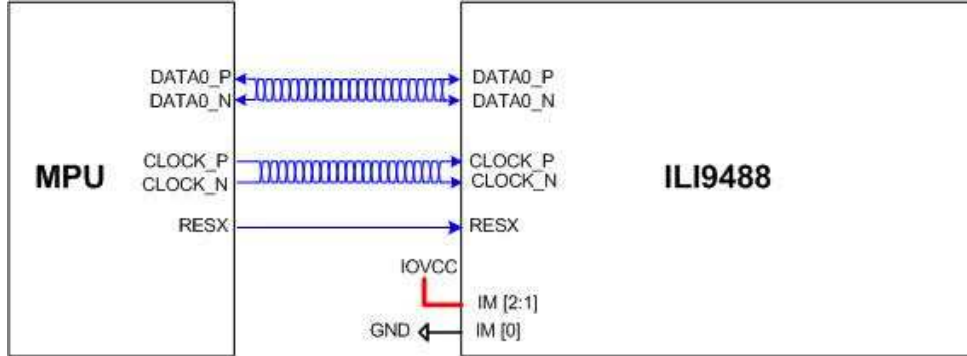 DATA0_P DATA0_P
DATA0_N DATA0_N
CLOCK_P CLOCK_P
MPU ILI9488
CLOCK_N CLOCK_N
RESX RESX
IOVCC
IM [2:1]
GND IM [0]